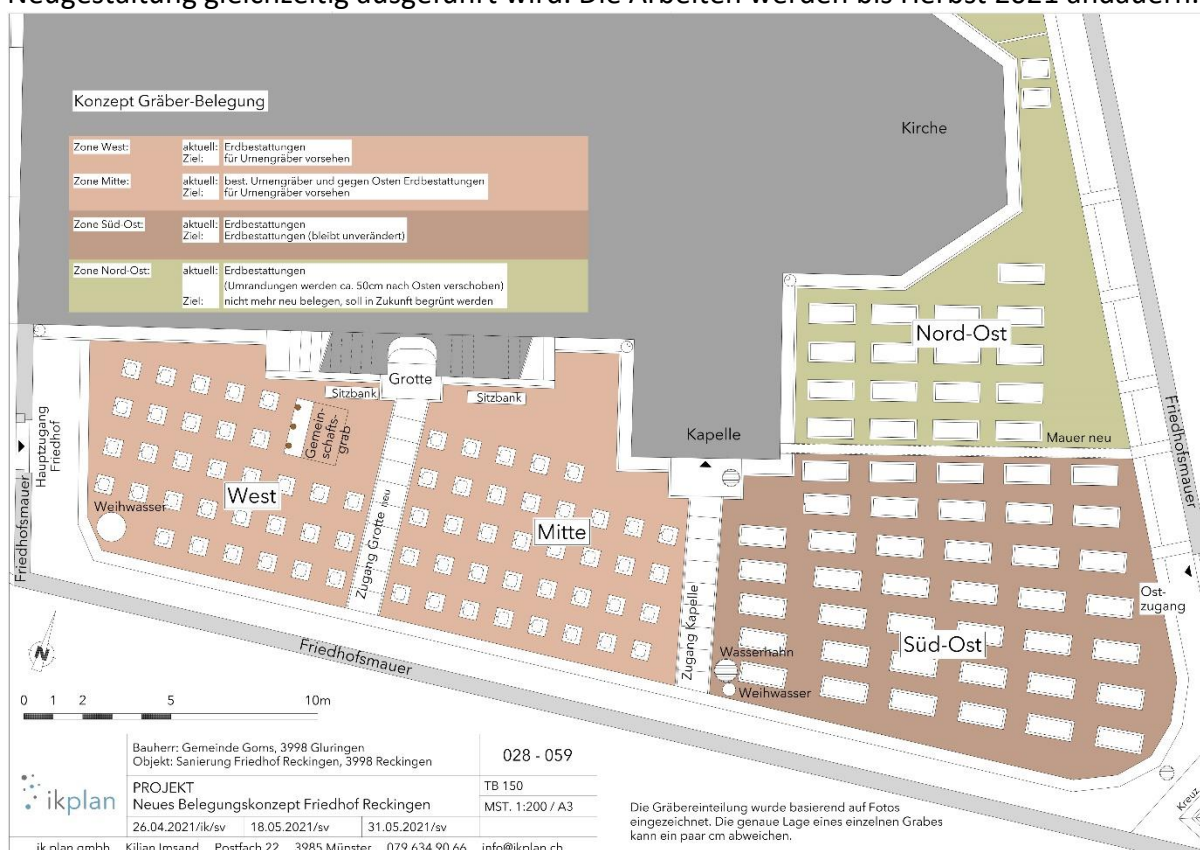 Neugestaltung gleichzeitig ausgeführt wird. Die Arbeiten werden bis Herbst 2021 andauern.
Konzept Gräber-Belegung
Zone West: aktuell: Erdbestattungen
Ziel: für Urnengräber vorsehen
Zone Mitte: aktuell: best. Urnengräber und gegen Osten Erdbestattungen
Ziel: für Urnengräber vorsehen
Zone Süd-Ost: aktuell: Erdbestattungen
Ziel: Erdbestattungen (bleibt unverändert)
Zone Nord-Ost: aktuell: Erdbestattungen
(Umrandungen werden ca. 50cm nach Osten verschoben)
Ziel: nicht mehr neu belegen, soll in Zukunft begrünt werden
Kirche
Nord-Ost
Mauer neu
Friedhofsmauer
Grotte
Sitzbank
Sitzbank
Gemein-
schafts-
grab
Kapelle
Hauptzugang
Friedhof
Friedhofsmauer
West
Weihwasser
Zugang Grotte neu
Mitte
Zugang Kapelle
Ost-
zugang
Süd-Ost
Wasserhahn
Weihwasser
Friedhofsmauer
Kreuz
N
0 1 2 5 10m
Bauherr: Gemeinde Goms, 3998 Gluringen
Objekt: Sanierung Friedhof Reckingen, 3998 Reckingen
028 - 059
ikplan
PROJEKT
Neues Belegungskonzept Friedhof Reckingen
TB 150
MST. 1:200 / A3
26.04.2021/ik/sv 18.05.2021/sv 31.05.2021/sv
ik plan gmbh Kilian Imsand Postfach 22 3985 Münster 079 634 90 66 info@ikplan.ch
Die Gräbereinteilung wurde basierend auf Fotos
eingezeichnet. Die genaue Lage eines einzelnen Grabes
kann ein paar cm abweichen.